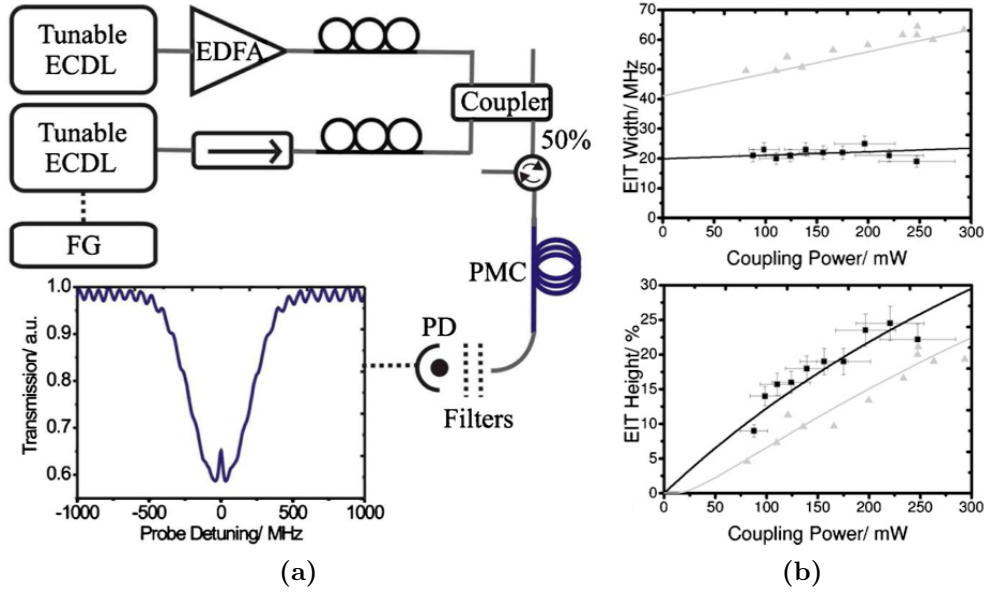 Tunable
ECDL
EDFA
Coupler
Tunable
ECDL
50%
FG
PMC
PD
Filters
Transmission/ a.u.
1.0
0.9
0.8
0.7
0.6
-1000 -500 0 500 1000
Probe Detuning/ MHz
(a)
EIT Width/ MHz
70
60
50
40
30
20
10
0
0 50 100 150 200 250 300
Coupling Power/ mW
EIT Height/ %
30
25
20
15
10
5
0
0 50 100 150 200 250 300
Coupling Power/ mW
(b)